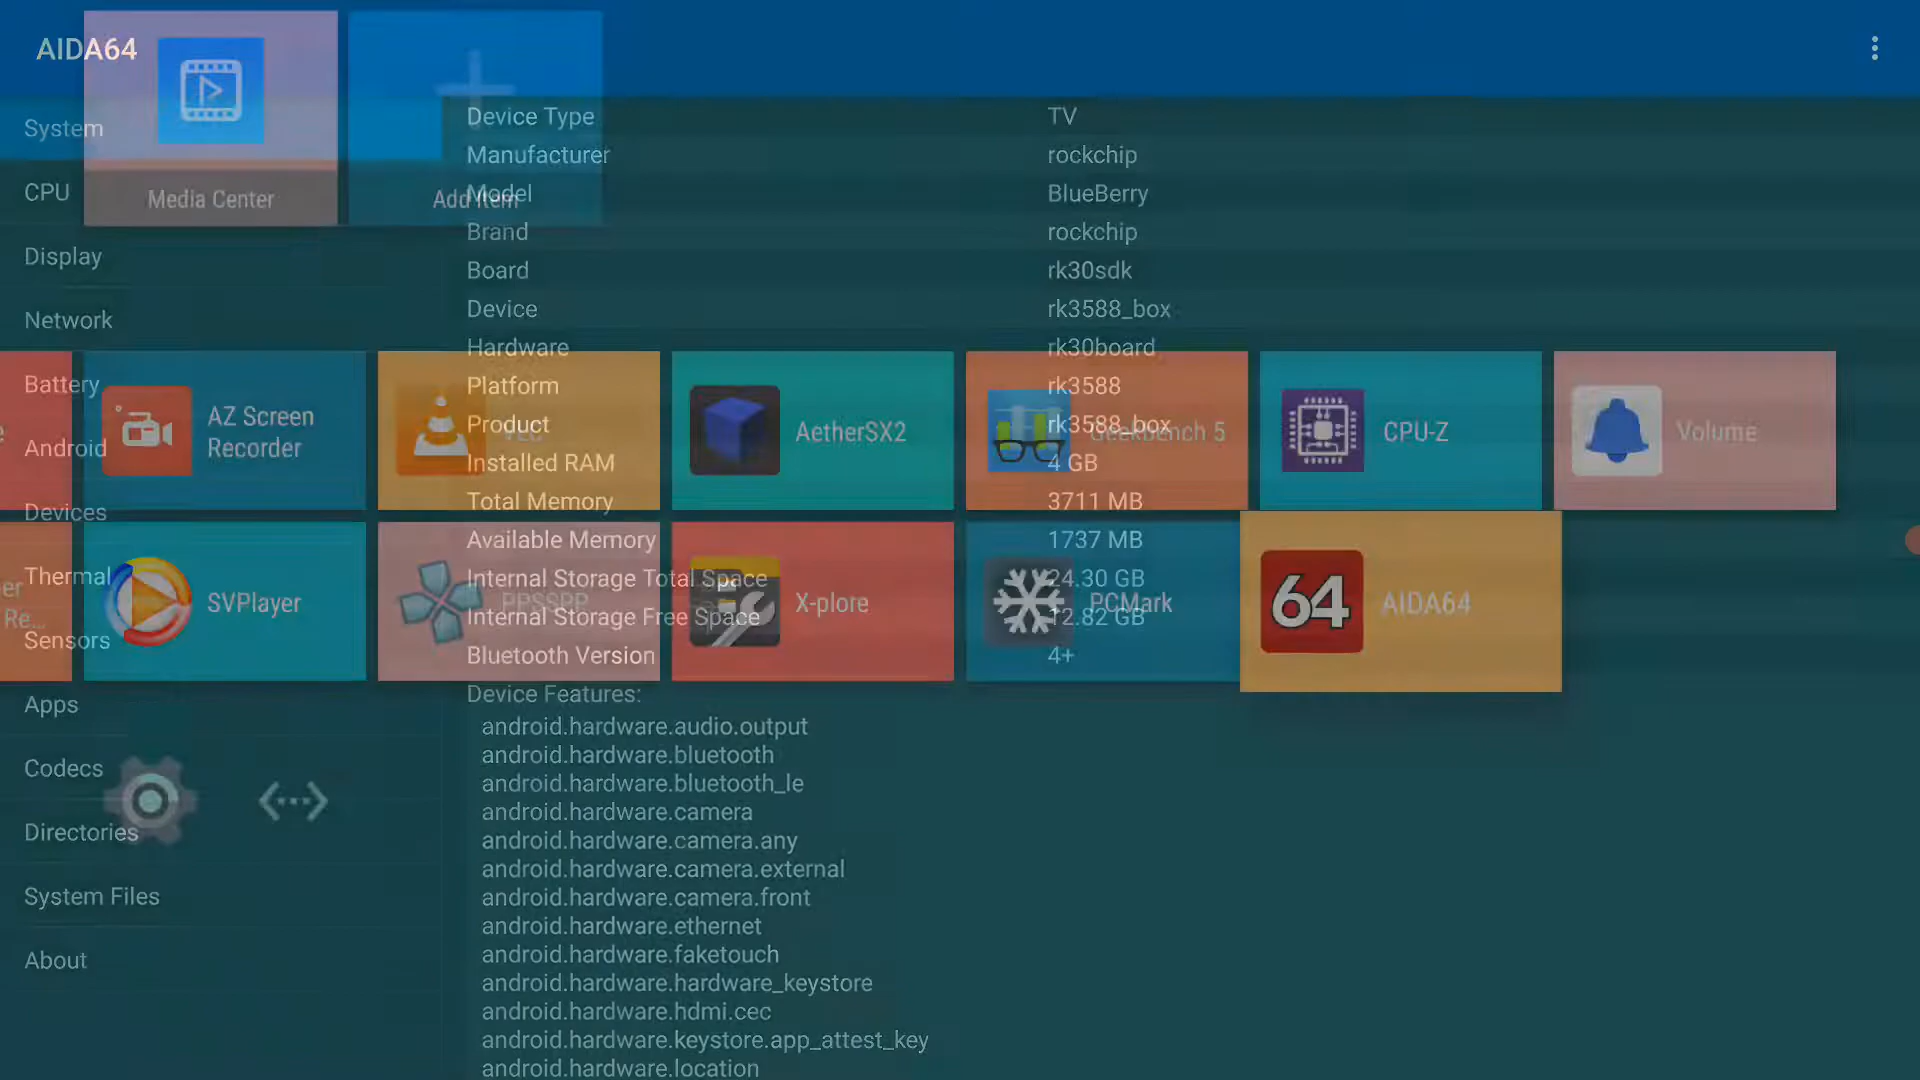 AIDA64
System
CPU
Display
Network
Battery
Android
Devices
Thermal
Sensors
Apps
Codecs
Directories
System Files
About
Media Center
Add Item
Device Type TV
Manufacturer rockchip
Model BlueBerry
Brand rockchip
Board rk30sdk
Device rk3588_box
Hardware rk30board
Platform rk3588
Product rk3588_box
Installed RAM 4 GB
Total Memory 3711 MB
Available Memory 1737 MB
Internal Storage Total Space 24.30 GB
Internal Storage Free Space 12.82 GB
Bluetooth Version 4+
Device Features:
android.hardware.audio.output
android.hardware.bluetooth
android.hardware.bluetooth_le
android.hardware.camera
android.hardware.camera.any
android.hardware.camera.external
android.hardware.camera.front
android.hardware.ethernet
android.hardware.faketouch
android.hardware.hardware_keystore
android.hardware.hdmi.cec
android.hardware.keystore.app_attest_key
android.hardware.location
AZ Screen
Recorder
VLC
AetherSX2
Geekbench 5
CPU-Z
Volume
er
Re...
SVPlayer
PPSSPP
X-plore
PCMark
64
AIDA64